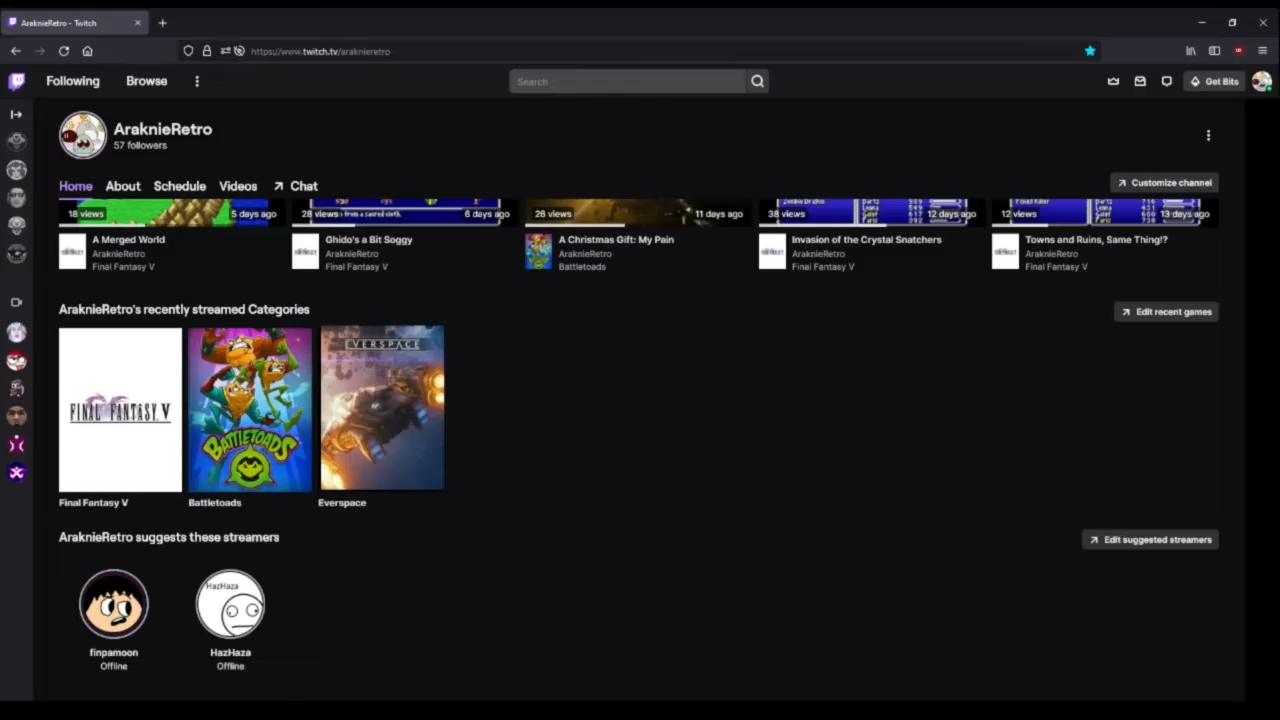 AraknieRetro - Twitch
https://www.twitch.tv/araknieretro
Following
Browse
Search
Get Bits
AraknieRetro
57 followers
Home
About
Schedule
Videos
Chat
Customize channel
18 views
5 days ago
28 views
6 days ago
26 views
11 days ago
38 views
12 days ago
12 views
13 days ago
A Merged World
AraknieRetro
Final Fantasy V
Ghido's a Bit Soggy
AraknieRetro
Final Fantasy V
A Christmas Gift: My Pain
AraknieRetro
Battletoads
Invasion of the Crystal Snatchers
AraknieRetro
Final Fantasy V
Towns and Ruins, Same Thing!?
AraknieRetro
Final Fantasy V
AraknieRetro's recently streamed Categories
Edit recent games
FINAL FANTASY V
BATTLETOADS
EVERSPACE
Final Fantasy V
Battletoads
Everspace
AraknieRetro suggests these streamers
Edit suggested streamers
HazHaza
finpamoon
Offline
HazHaza
Offline